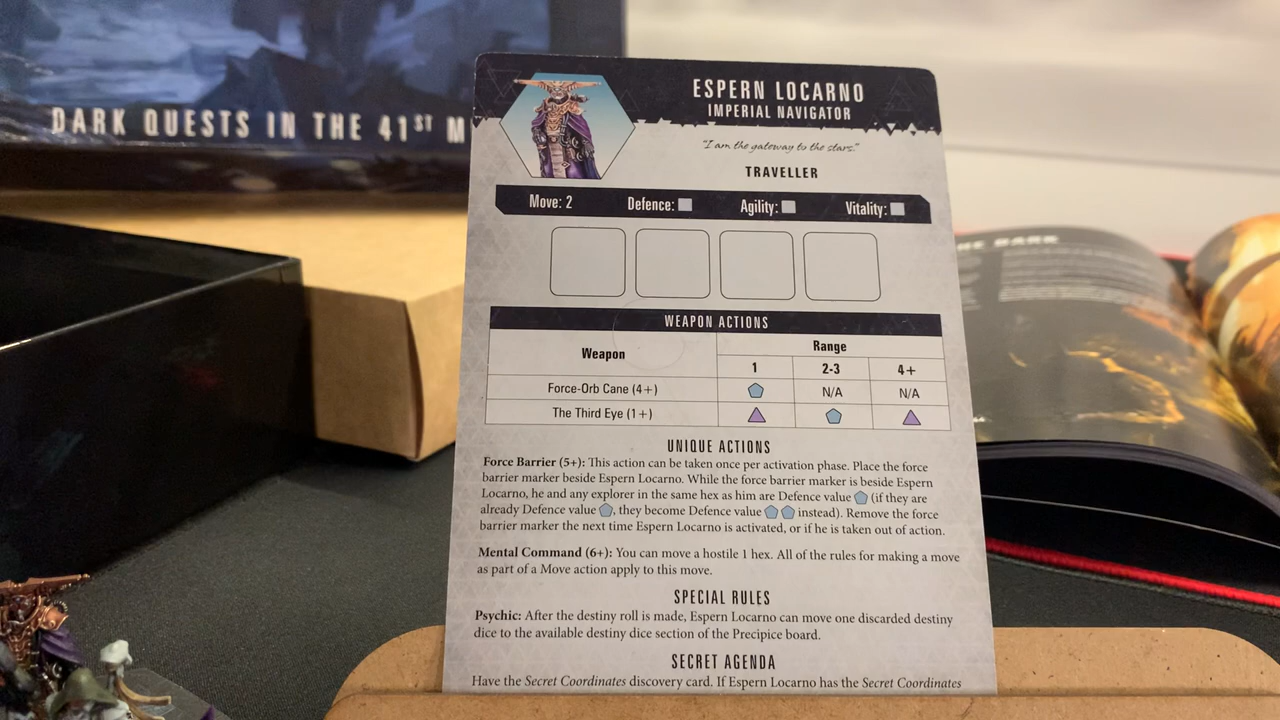 DARK QUESTS IN THE 41ST M
ESPERN LOCARNO
IMPERIAL NAVIGATOR
"I am the gateway to the stars."
TRAVELLER
Move: 2 Defence: Agility: Vitality:
WEAPON ACTIONS
Weapon Range
1 2-3 4+
Force-Orb Cane (4+) N/A N/A
The Third Eye (1+)
UNIQUE ACTIONS
Force Barrier (5+): This action can be taken once per activation phase. Place the force
barrier marker beside Espern Locarno. While the force barrier marker is beside Espern
Locarno, he and any explorer in the same hex as him are Defence value (if they are
already Defence value , they become Defence value instead). Remove the force
barrier marker the next time Espern Locarno is activated, or if he is taken out of action.
Mental Command (6+): You can move a hostile 1 hex. All of the rules for making a move
as part of a Move action apply to this move.
SPECIAL RULES
Psychic: After the destiny roll is made, Espern Locarno can move one discarded destiny
dice to the available destiny dice section of the Precipice board.
SECRET AGENDA
Have the Secret Coordinates discovery card. If Espern Locarno has the Secret Coordinates
DARK